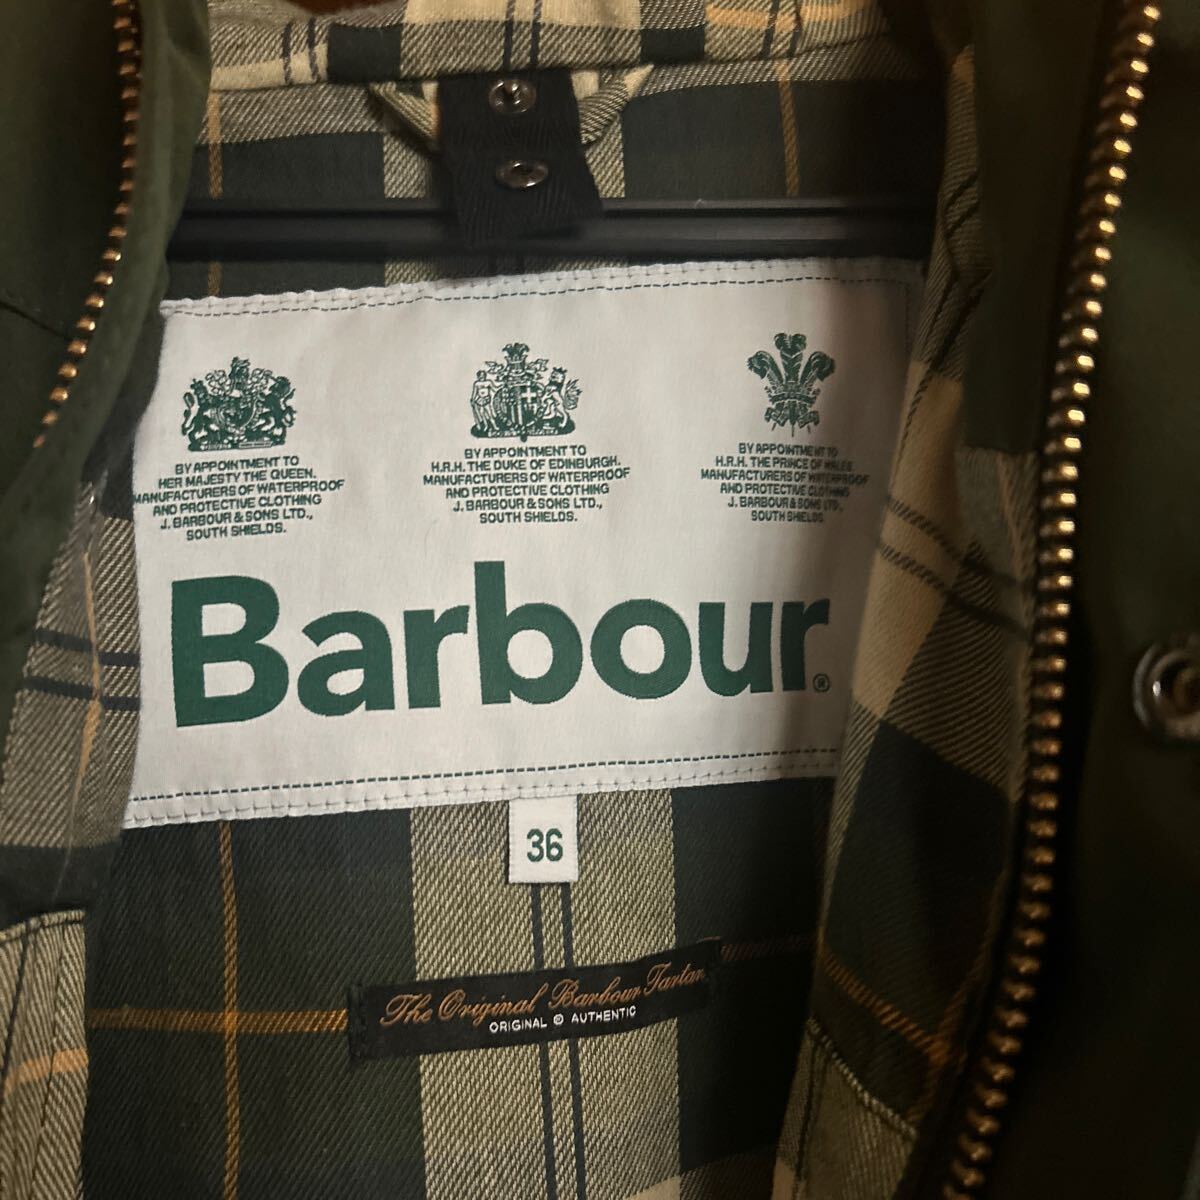 BY APPOINTMENT TO
HER MAJESTY THE QUEEN.
MANUFACTURERS OF WATERPROOF
AND PROTECTIVE CLOTHING
J. BARBOUR & SONS LTD.,
SOUTH SHIELDS.
BY APPOINTMENT TO
H.R.H. THE DUKE OF EDINBURGH.
MANUFACTURERS OF WATERPROOF
AND PROTECTIVE CLOTHING
J. BARBOUR & SONS LTD.,
SOUTH SHIELDS.
BY APPOINTMENT TO
H.R.H. THE PRINCE OF WALES
MANUFACTURERS OF WATERPROOF
AND PROTECTIVE CLOTHING
J. BARBOUR & SONS LTD.,
SOUTH SHIELDS.
Barbour®
36
The Original Barbour Tartan
ORIGINAL © AUTHENTIC